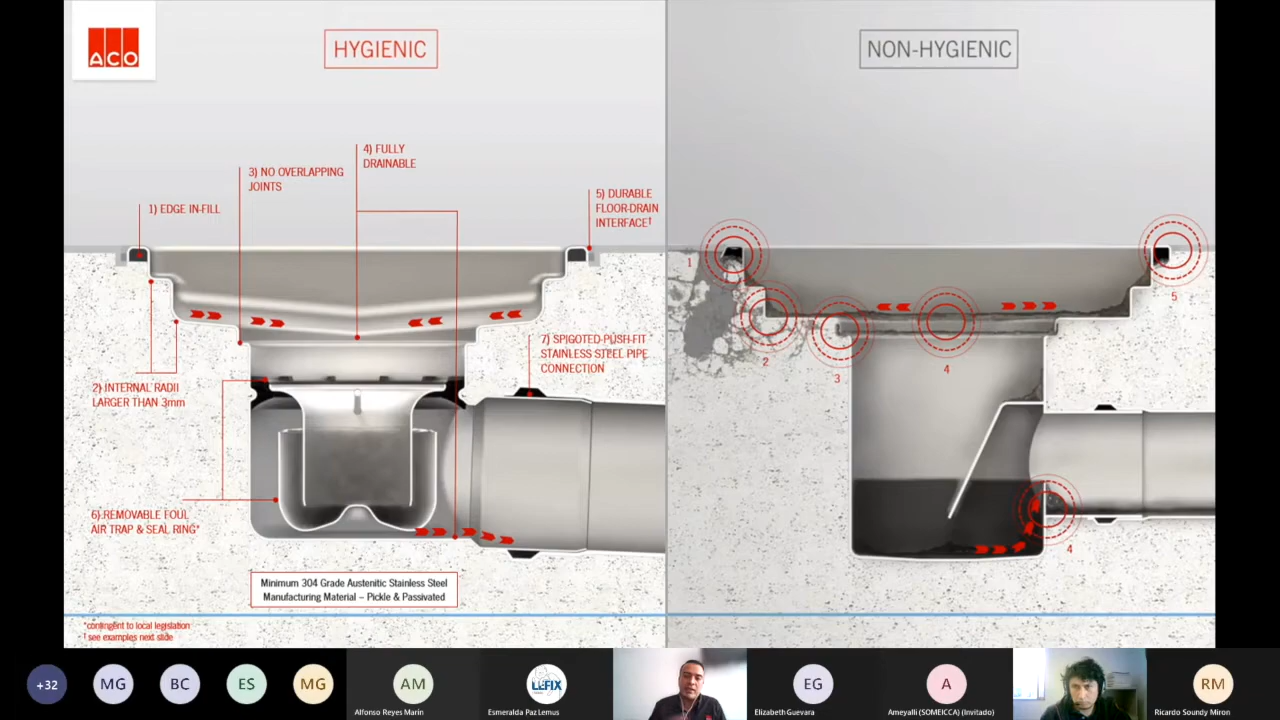 ACO
HYGIENIC
NON-HYGIENIC
4) FULLY
DRAINABLE
3) NO OVERLAPPING
JOINTS
1) EDGE IN-FILL
5) DURABLE
FLOOR-DRAIN
INTERFACE†
2) INTERNAL RADII
LARGER THAN 3mm
7) SPIGOTED PUSH-FIT
STAINLESS STEEL PIPE
CONNECTION
6) REMOVABLE FOUL
AIR TRAP & SEAL RING*
Minimum 304 Grade Austenitic Stainless Steel
Manufacturing Material – Pickle & Passivated
*contingent to local legislation
† see examples next slide
1
2
3
4
5
4
+32
MG
BC
ES
MG
AM
Alfonso Reyes Marin
LEFIX
Esmeralda Paz Lemus
EG
Elizabeth Guevara
A
Ameyalli (SOMEICCA) (Invitado)
RM
Ricardo Soundy Miron